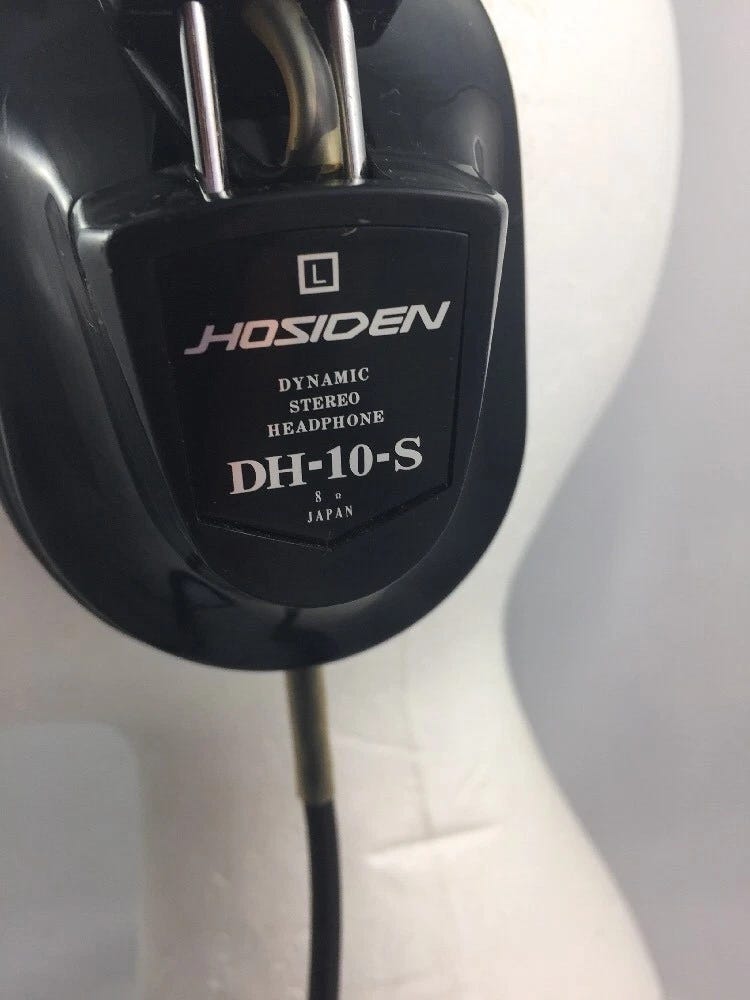 L
HOSIDEN
DYNAMIC
STEREO
HEADPHONE
DH-10-S
8 Ω
JAPAN